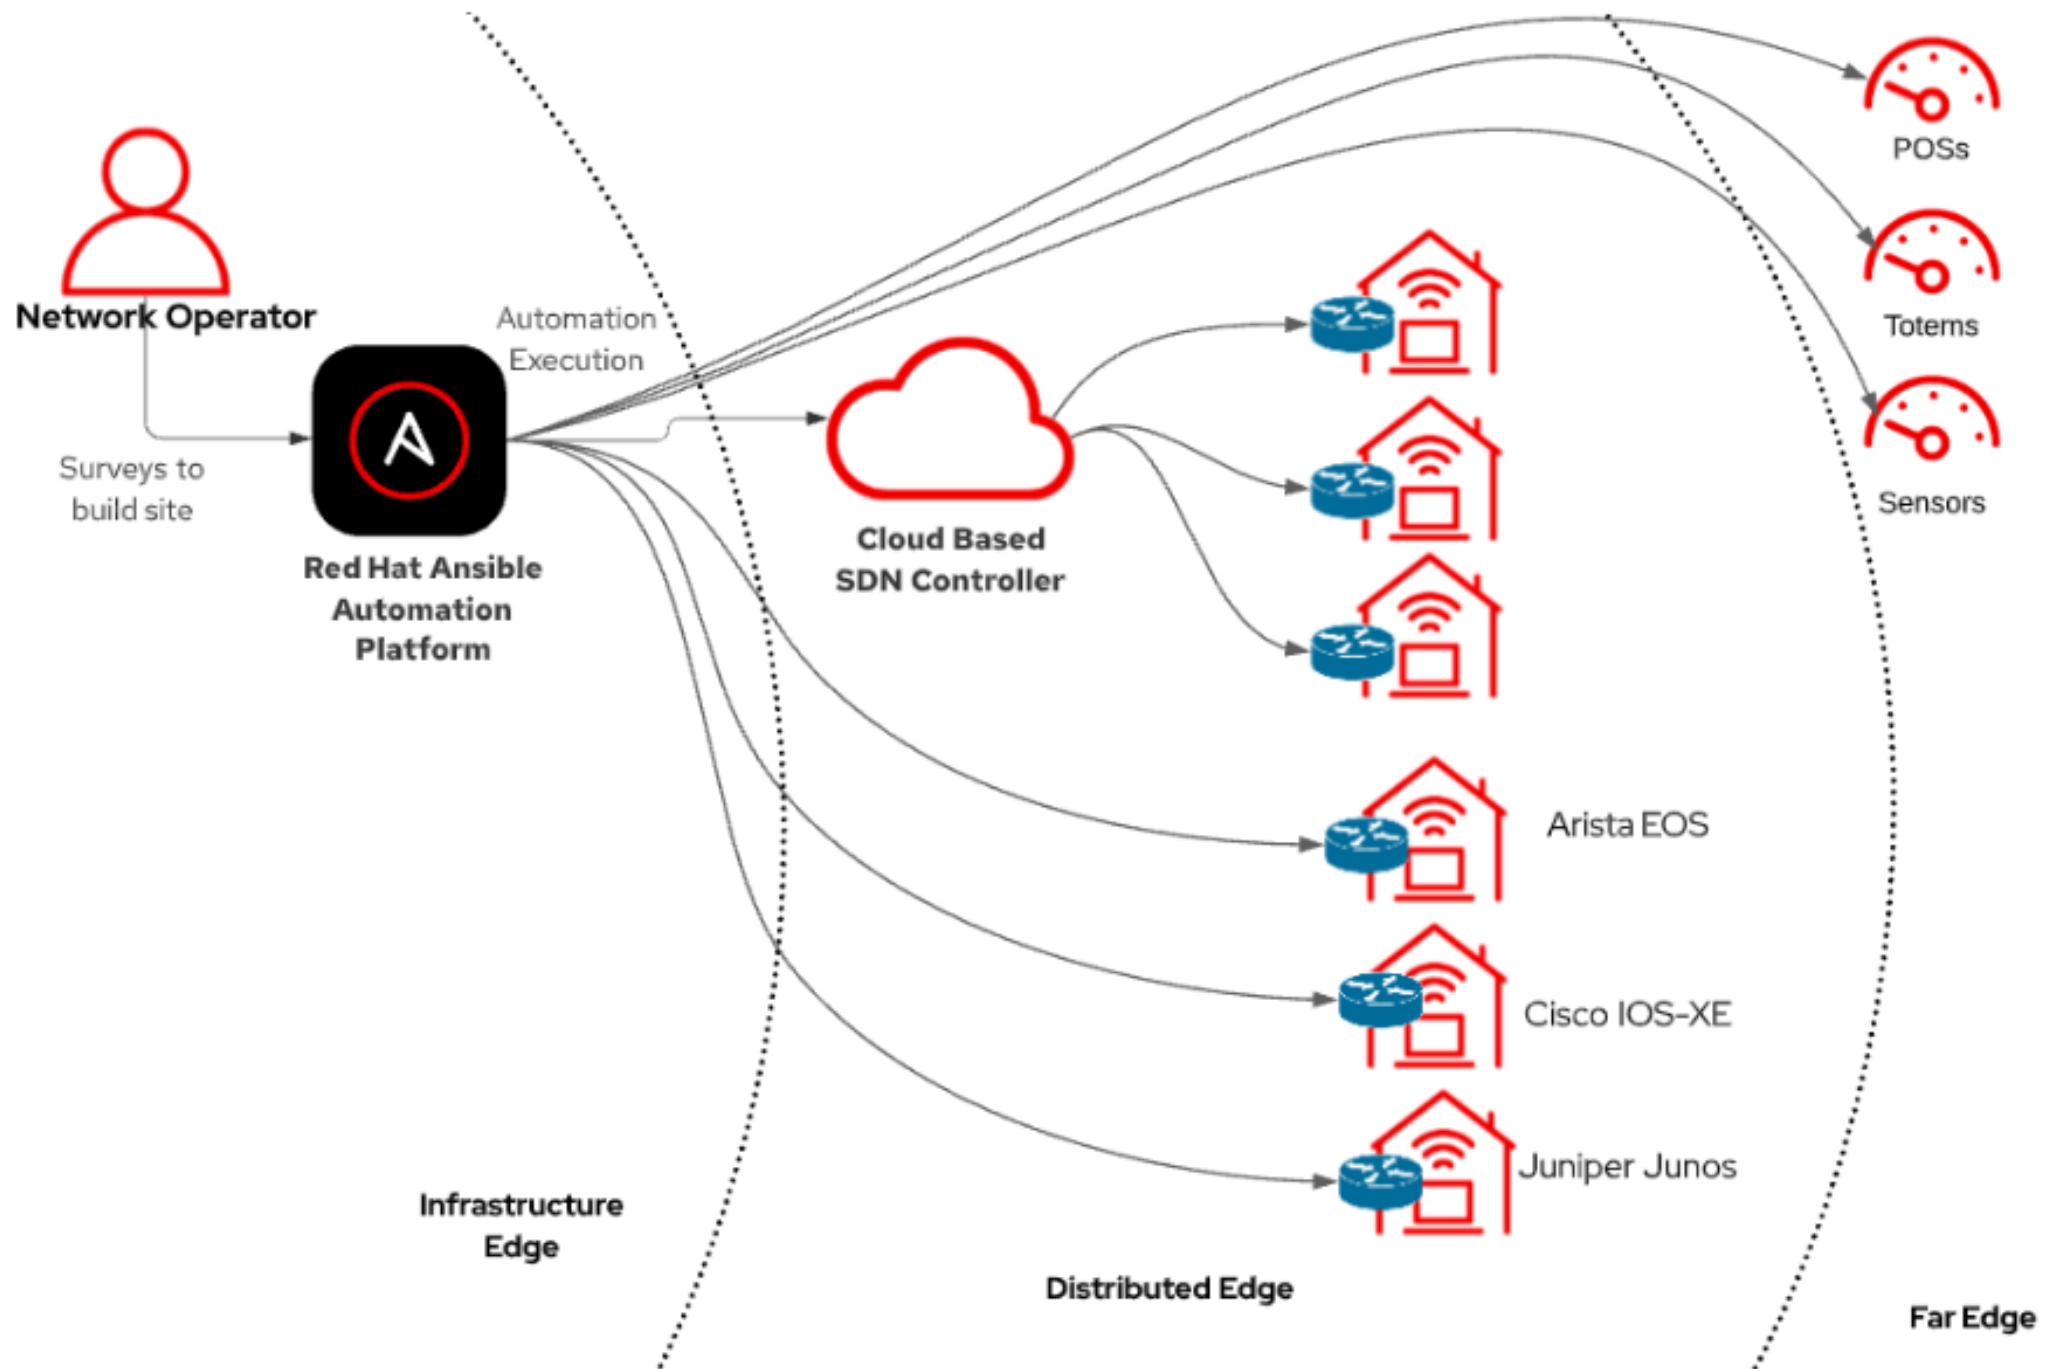 POSs
Totems
Network Operator
Automation
Execution
Surveys to
build site
Sensors
Cloud Based
SDN Controller
Red Hat Ansible
Automation
Platform
Arista EOS
Cisco IOS-XE
Juniper Junos
Infrastructure
Edge
Distributed Edge
Far Edge